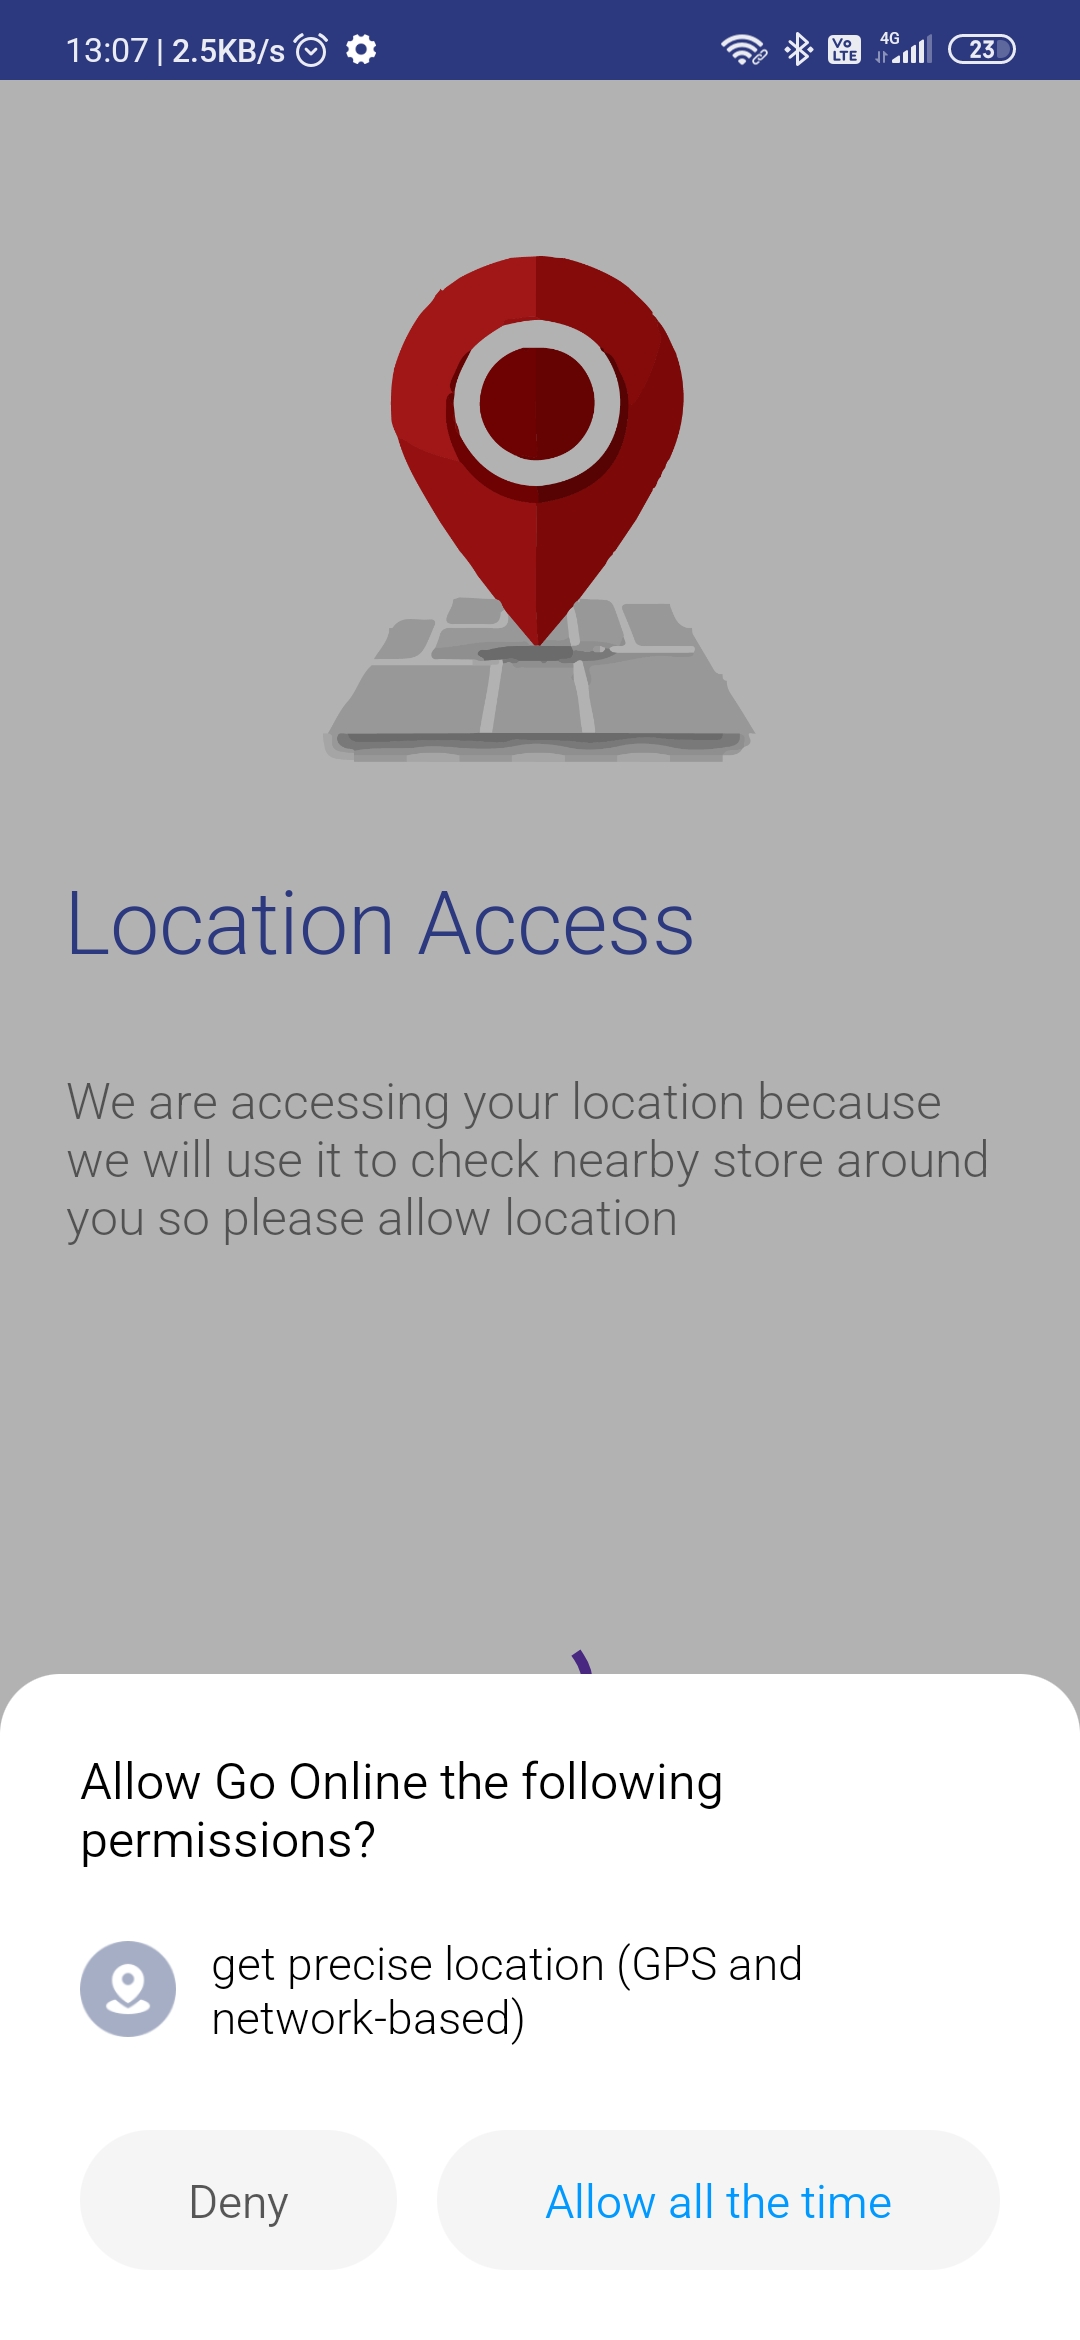 13:07 | 2.5KB/s
Vo LTE 4G 23
Location Access
We are accessing your location because
we will use it to check nearby store around
you so please allow location
Allow Go Online the following
permissions?
get precise location (GPS and
network-based)
Deny
Allow all the time